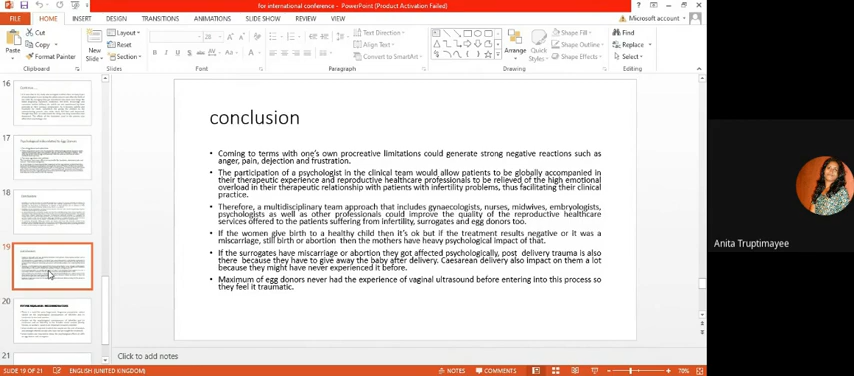 for international conference - PowerPoint (Product Activation Failed)
FILE HOME INSERT DESIGN TRANSITIONS ANIMATIONS SLIDE SHOW REVIEW VIEW Microsoft account
Paste
Cut
Copy
Format Painter
Clipboard
New Slide
Layout
Reset
Section
Slides
28
Font
Text Direction
Align Text
Convert to SmartArt
Paragraph
Arrange
Quick Styles
Shape Fill
Shape Outline
Shape Effects
Drawing
Find
Replace
Select
Editing
16
17
18
19
20
21
conclusion
• Coming to terms with one's own procreative limitations could generate strong negative reactions such as
anger, pain, dejection and frustration.
• The participation of a psychologist in the clinical team would allow patients to be globally accompanied in
their therapeutic experience and reproductive healthcare professionals to be relieved of the high emotional
overload in their therapeutic relationship with patients with infertility problems, thus facilitating their clinical
practice.
• Therefore, a multidisciplinary team approach that includes gynaecologists, nurses, midwives, embryologists,
psychologists as well as other professionals could improve the quality of the reproductive healthcare
services offered to the patients suffering from infertility, surrogates and egg donors too.
• If the women give birth to a healthy child then it's ok but if the treatment results negative or it was a
miscarriage, still birth or abortion then the mothers have heavy psychological impact of that.
• If the surrogates have miscarriage or abortion they got affected psychologically, post delivery trauma is also
there because they have to give away the baby after delivery. Caesarean delivery also impact on them a lot
because they might have never experienced it before.
• Maximum of egg donors never had the experience of vaginal ultrasound before entering into this process so
they feel it traumatic.
Click to add notes
SLIDE 19 OF 21 ENGLISH (UNITED KINGDOM) NOTES COMMENTS 70%
Anita Truptimayee